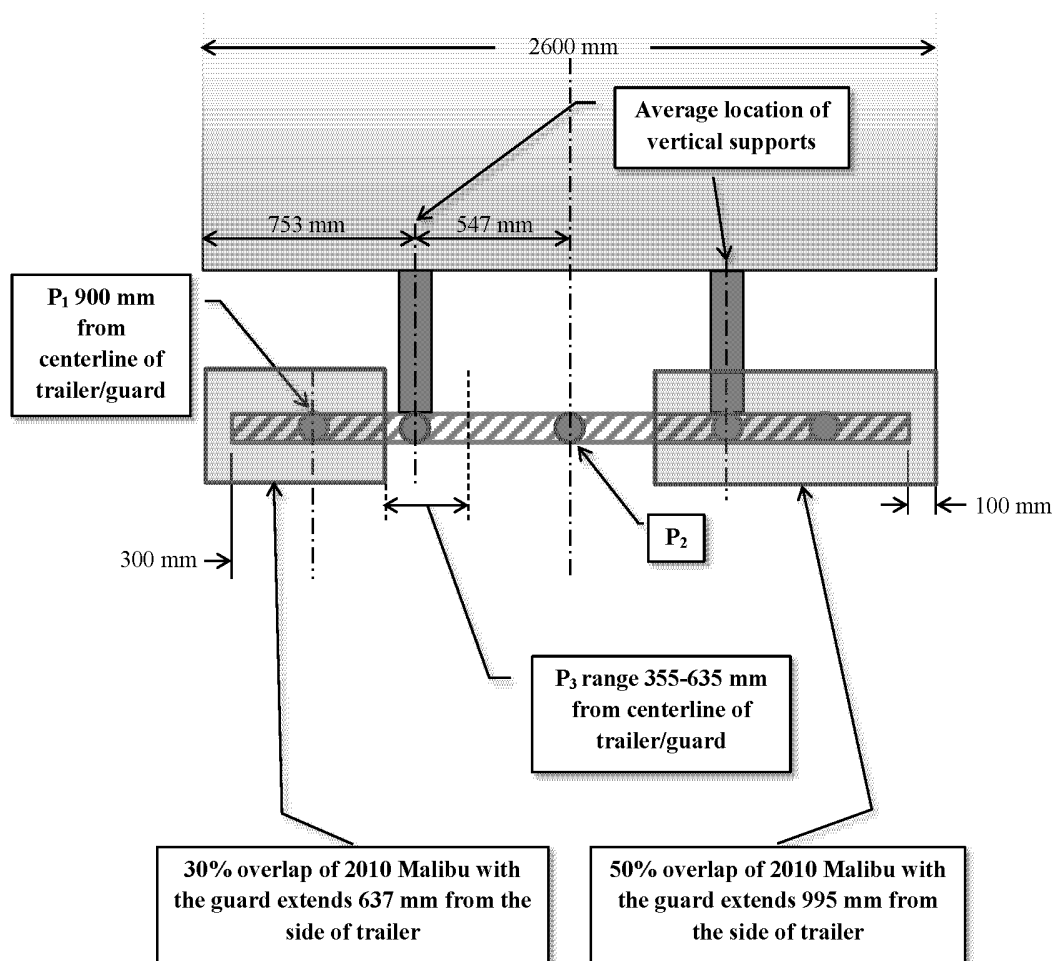 2600 mm
Average location of
vertical supports
753 mm
547 mm
P₁ 900 mm
from
centerline of
trailer/guard
100 mm
P₂
300 mm
P₃ range 355-635 mm
from centerline of
trailer/guard
30% overlap of 2010 Malibu with
the guard extends 637 mm from the
side of trailer
50% overlap of 2010 Malibu with
the guard extends 995 mm from
the side of trailer